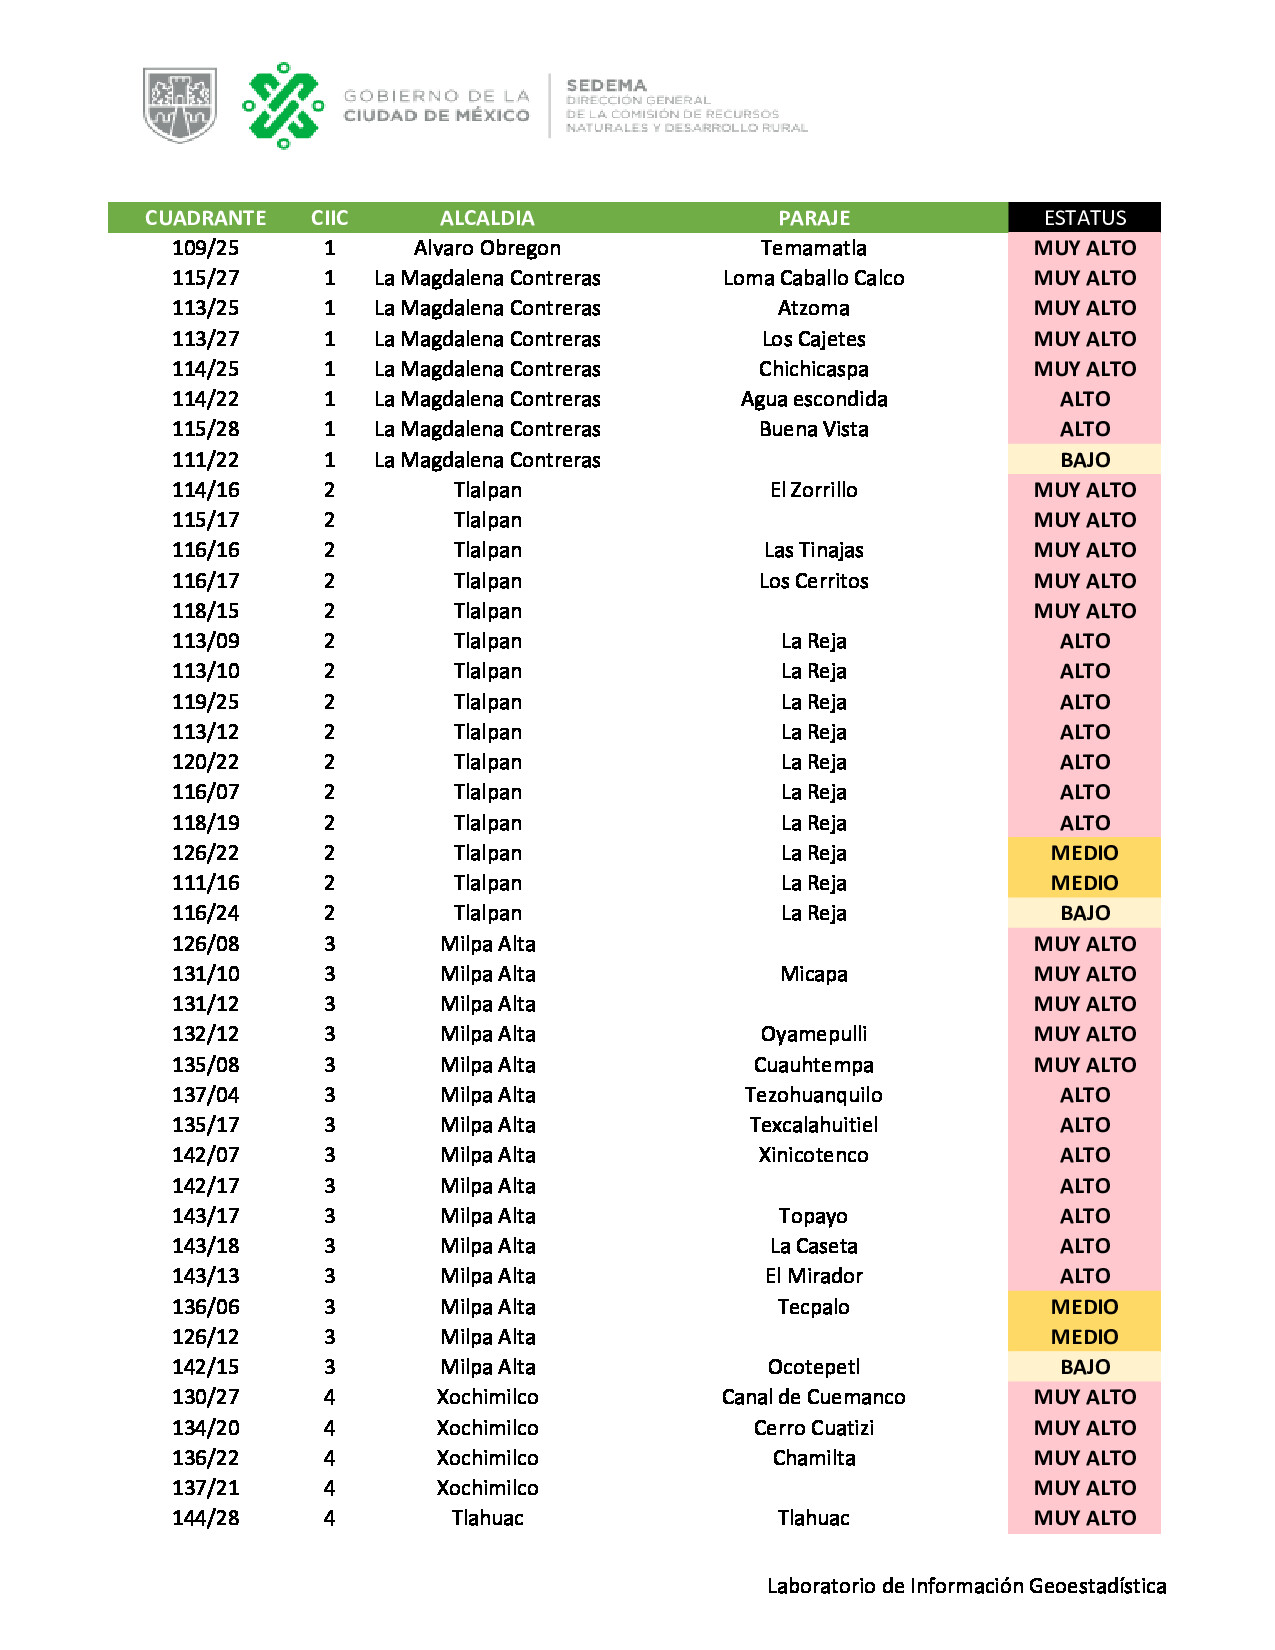 GOBIERNO DE LA
CIUDAD DE MÉXICO
SEDEMA
DIRECCIÓN GENERAL
DE LA COMISIÓN DE RECURSOS
NATURALES Y DESARROLLO RURAL
CUADRANTE CIIC ALCALDIA PARAJE ESTATUS
109/25 1 Alvaro Obregon Temamatla MUY ALTO
115/27 1 La Magdalena Contreras Loma Caballo Calco MUY ALTO
113/25 1 La Magdalena Contreras Atzoma MUY ALTO
113/27 1 La Magdalena Contreras Los Cajetes MUY ALTO
114/25 1 La Magdalena Contreras Chichicaspa MUY ALTO
114/22 1 La Magdalena Contreras Agua escondida ALTO
115/28 1 La Magdalena Contreras Buena Vista ALTO
111/22 1 La Magdalena Contreras BAJO
114/16 2 Tlalpan El Zorrillo MUY ALTO
115/17 2 Tlalpan MUY ALTO
116/16 2 Tlalpan Las Tinajas MUY ALTO
116/17 2 Tlalpan Los Cerritos MUY ALTO
118/15 2 Tlalpan MUY ALTO
113/09 2 Tlalpan La Reja ALTO
113/10 2 Tlalpan La Reja ALTO
119/25 2 Tlalpan La Reja ALTO
113/12 2 Tlalpan La Reja ALTO
120/22 2 Tlalpan La Reja ALTO
116/07 2 Tlalpan La Reja ALTO
118/19 2 Tlalpan La Reja ALTO
126/22 2 Tlalpan La Reja MEDIO
111/16 2 Tlalpan La Reja MEDIO
116/24 2 Tlalpan La Reja BAJO
126/08 3 Milpa Alta MUY ALTO
131/10 3 Milpa Alta Micapa MUY ALTO
131/12 3 Milpa Alta MUY ALTO
132/12 3 Milpa Alta Oyamepulli MUY ALTO
135/08 3 Milpa Alta Cuauhtempa MUY ALTO
137/04 3 Milpa Alta Tezohuanquilo ALTO
135/17 3 Milpa Alta Texcalahuitiel ALTO
142/07 3 Milpa Alta Xinicotenco ALTO
142/17 3 Milpa Alta ALTO
143/17 3 Milpa Alta Topayo ALTO
143/18 3 Milpa Alta La Caseta ALTO
143/13 3 Milpa Alta El Mirador ALTO
136/06 3 Milpa Alta Tecpalo MEDIO
126/12 3 Milpa Alta MEDIO
142/15 3 Milpa Alta Ocotepetl BAJO
130/27 4 Xochimilco Canal de Cuemanco MUY ALTO
134/20 4 Xochimilco Cerro Cuatizi MUY ALTO
136/22 4 Xochimilco Chamilta MUY ALTO
137/21 4 Xochimilco MUY ALTO
144/28 4 Tlahuac Tlahuac MUY ALTO
Laboratorio de Información Geoestadística